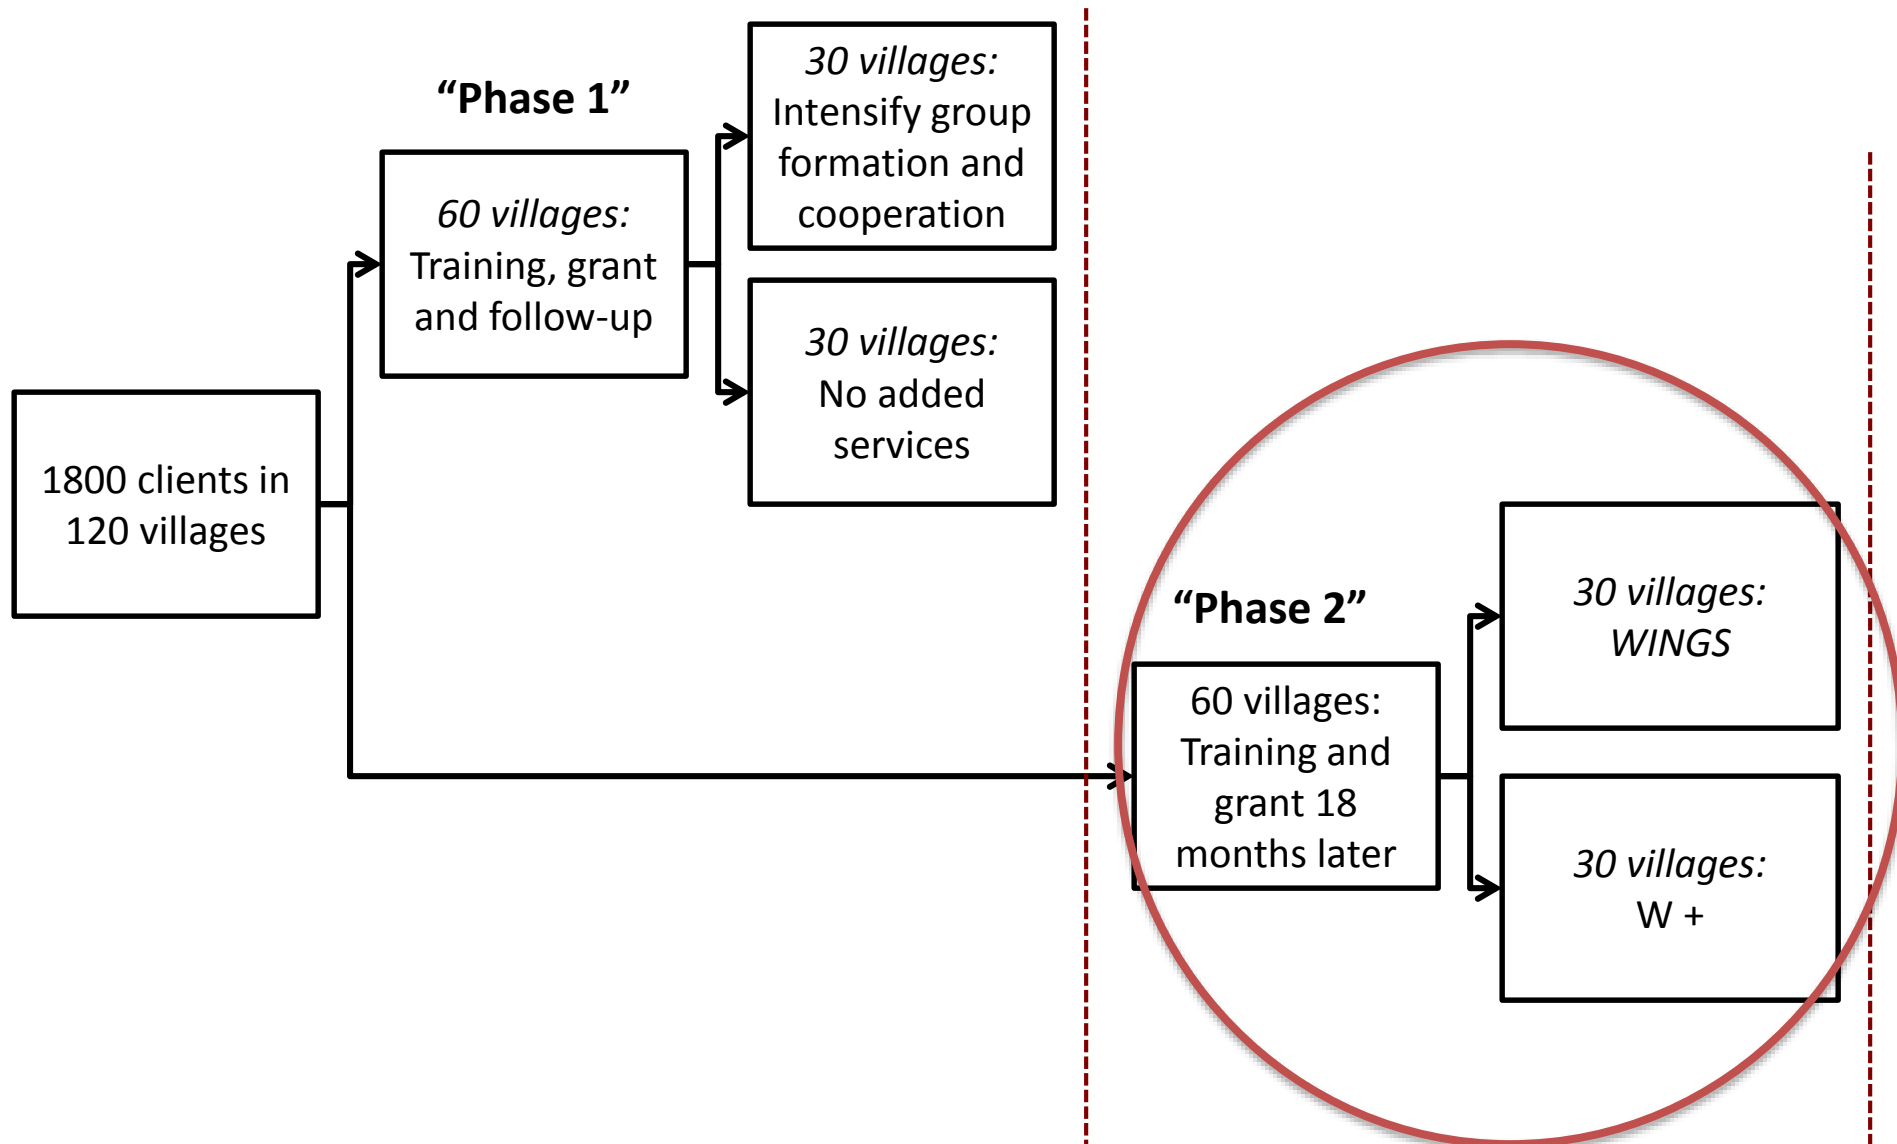 “Phase 1”
30 villages:
Intensify group
formation and
cooperation
60 villages:
Training, grant
and follow-up
30 villages:
No added
services
1800 clients in
120 villages
“Phase 2”
60 villages:
Training and
grant 18
months later
30 villages:
WINGS
30 villages:
W +